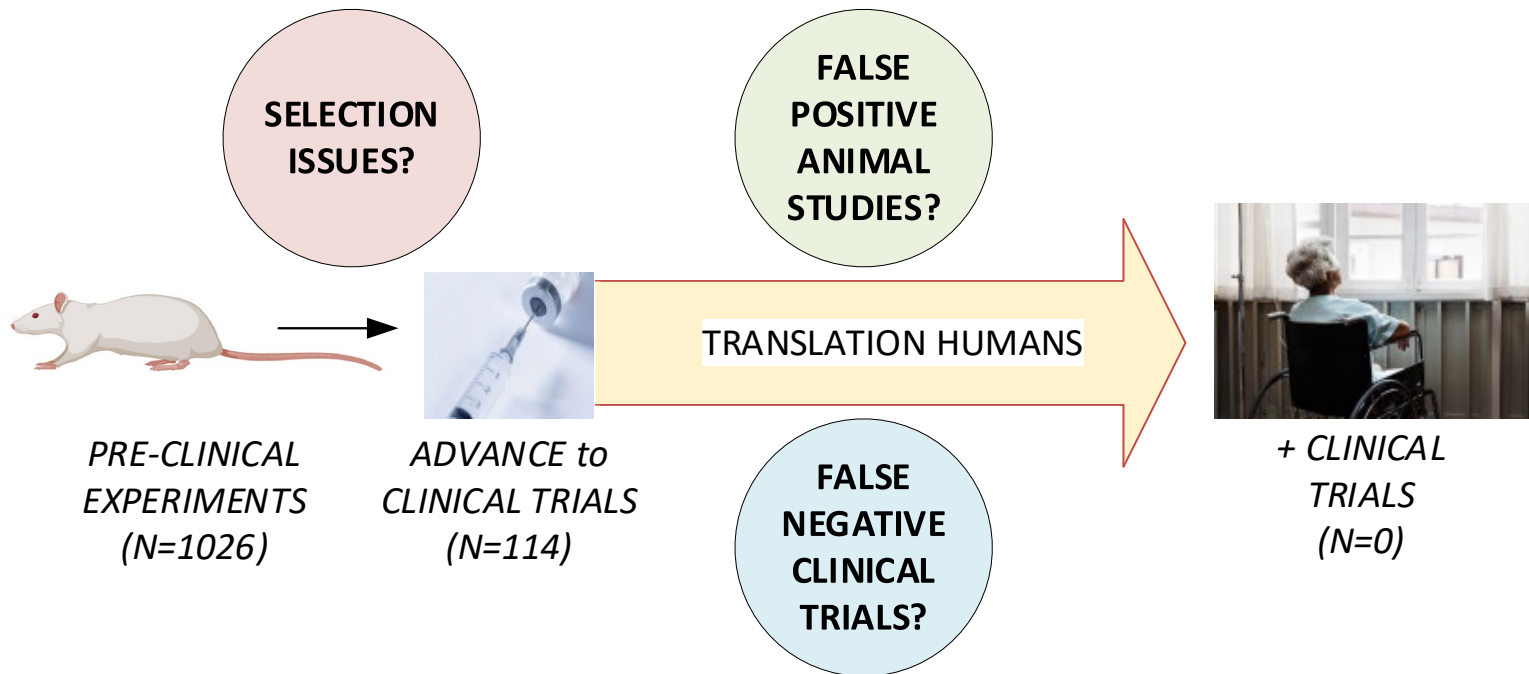 SELECTION
ISSUES?
FALSE
POSITIVE
ANIMAL
STUDIES?
TRANSLATION HUMANS
PRE-CLINICAL
EXPERIMENTS
(N=1026)
ADVANCE to
CLINICAL TRIALS
(N=114)
FALSE
NEGATIVE
CLINICAL
TRIALS?
+ CLINICAL
TRIALS
(N=0)